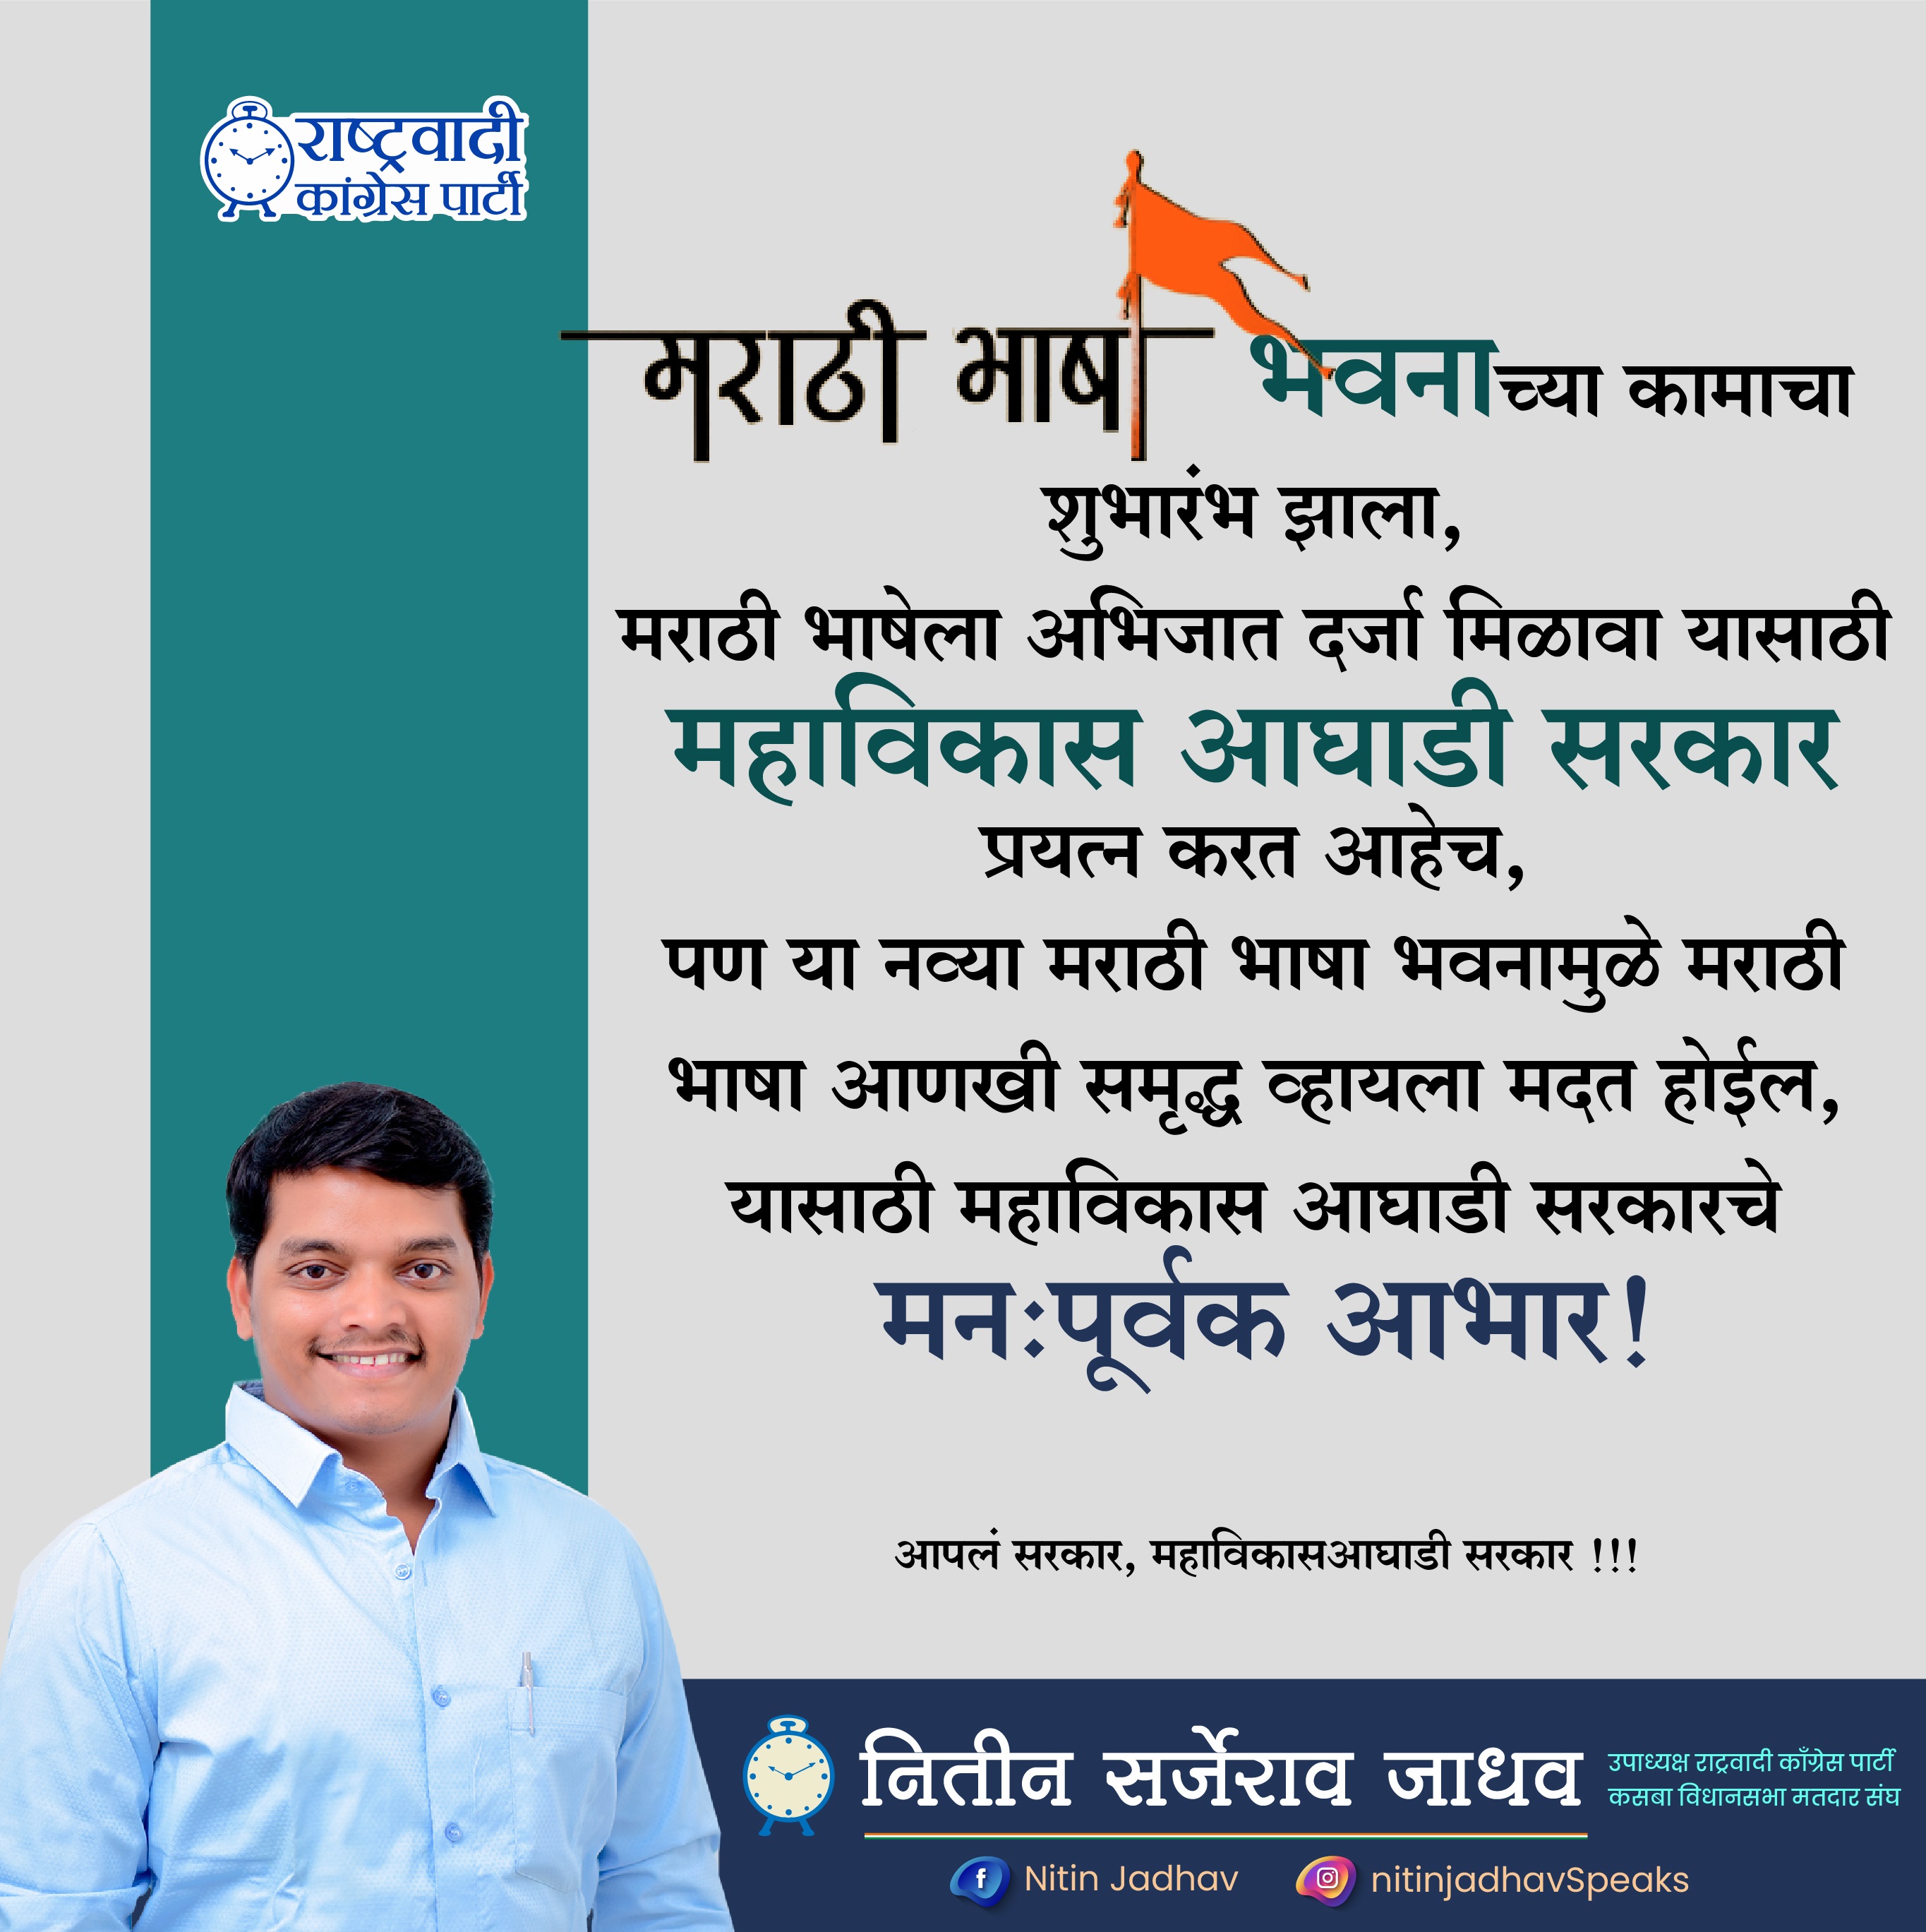 राष्ट्रवादी
कांग्रेस पार्टी
मराठी भाषा भवनाच्या कामाचा
शुभारंभ झाला,
मराठी भाषेला अभिजात दर्जा मिळावा यासाठी
महाविकास आघाडी सरकार
प्रयत्न करत आहेच,
पण या नव्या मराठी भाषा भवनामुळे मराठी
भाषा आणखी समृद्ध व्हायला मदत होईल,
यासाठी महाविकास आघाडी सरकारचे
मनःपूर्वक आभार!
आपलं सरकार, महाविकासआघाडी सरकार !!!
नितीन सर्जेराव जाधव
उपाध्यक्ष राट्रवादी काँग्रेस पार्टी
कसबा विधानसभा मतदार संघ
Nitin Jadhav
nitinjadhavSpeaks